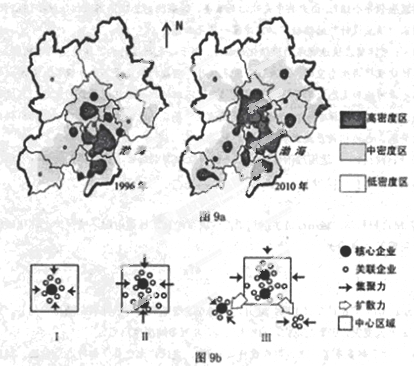 N
渤海
1996年
渤海
2010年
高密度区
中密度区
低密度区
图9a
核心企业
关联企业
集聚力
扩散力
中心区域
I
II
III
图9b